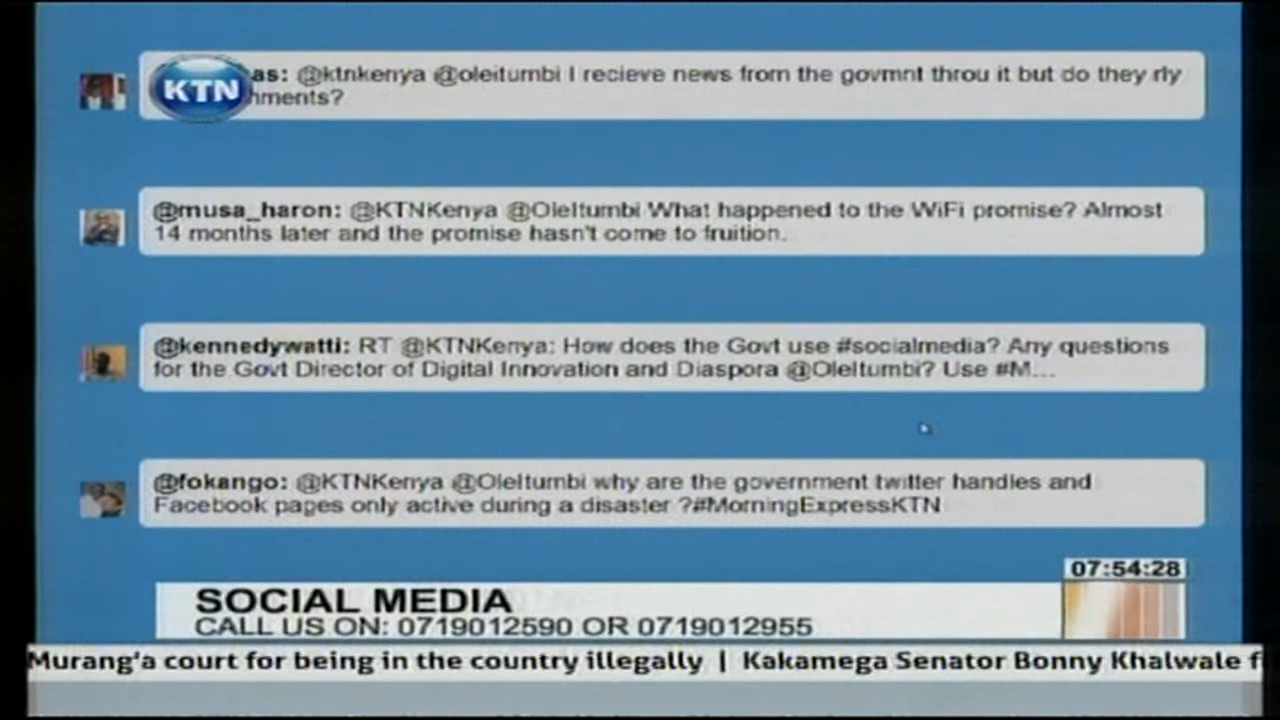 KTN
as: @ktnkenya @oleitumbi I recieve news from the govmnt throu it but do they rly
mments?
@musa_haron: @KTNKenya @OleItumbi What happened to the WiFi promise? Almost
14 months later and the promise hasn't come to fruition.
@kennedywatti: RT @KTNKenya: How does the Govt use #socialmedia? Any questions
for the Govt Director of Digital Innovation and Diaspora @OleItumbi? Use #M...
@fokango: @KTNKenya @OleItumbi why are the government twitter handles and
Facebook pages only active during a disaster ?#MorningExpressKTN
07:54:28
SOCIAL MEDIA
CALL US ON: 0719012590 OR 0719012955
Murang'a court for being in the country illegally | Kakamega Senator Bonny Khalwale f